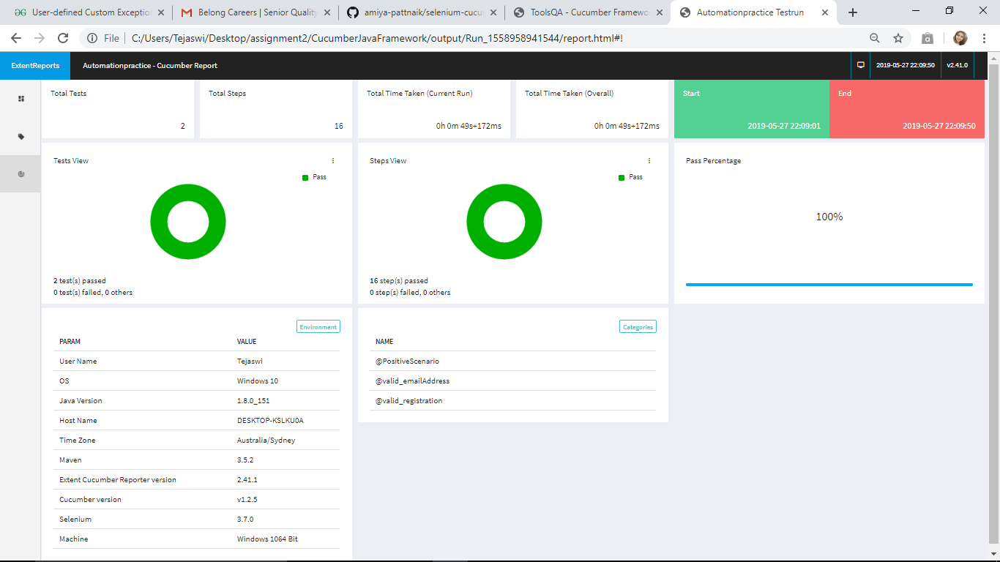 User-defined Custom Exceptio
Belong Careers | Senior Quality
amiya-pattnaik/selenium-cucu
ToolsQA - Cucumber Framewo
Automationpractice Testrun
File C:/Users/Tejaswi/Desktop/assignment2/CucumberJavaFramework/output/Run_1558958941544/report.html#!
ExtentReports Automationpractice - Cucumber Report 2019-05-27 22:09:50 v2.41.0
Total Tests
2
Total Steps
16
Total Time Taken (Current Run)
0h 0m 49s+172ms
Total Time Taken (Overall)
0h 0m 49s+172ms
Start
2019-05-27 22:09:01
End
2019-05-27 22:09:50
Tests View
Pass
2 test(s) passed
0 test(s) failed, 0 others
Steps View
Pass
16 step(s) passed
0 step(s) failed, 0 others
Pass Percentage
100%
Environment
PARAM VALUE
User Name Tejaswi
OS Windows 10
Java Version 1.8.0_151
Host Name DESKTOP-KSLKU0A
Time Zone Australia/Sydney
Maven 3.5.2
Extent Cucumber Reporter version 2.41.1
Cucumber version v1.2.5
Selenium 3.7.0
Machine Windows 1064 Bit
Categories
NAME
@PositiveScenario
@valid_emailAddress
@valid_registration